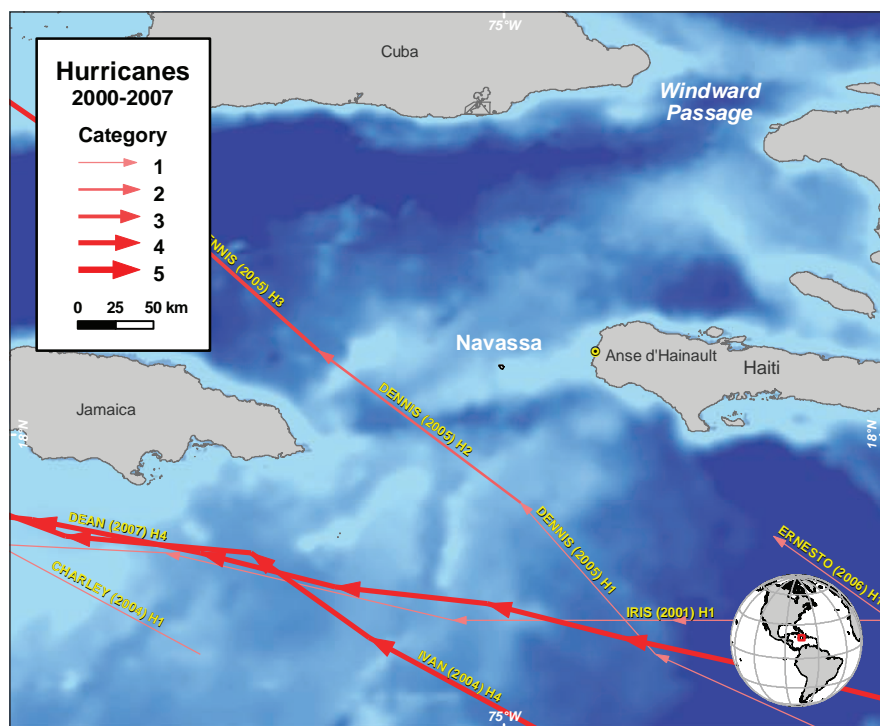 75°W
Cuba
Hurricanes
2000-2007
Category
1
2
3
4
5
0 25 50 km
Windward
Passage
ENNIS (2005) H3
Navassa
Anse d'Hainault
Haiti
Jamaica
18°N
18°N
DENNIS (2005) H2
DENNIS (2005) H1
DEAN (2007) H4
CHARLEY (2004) H1
ERNESTO (2006) H1
IRIS (2001) H1
IVAN (2004) H4
75°W